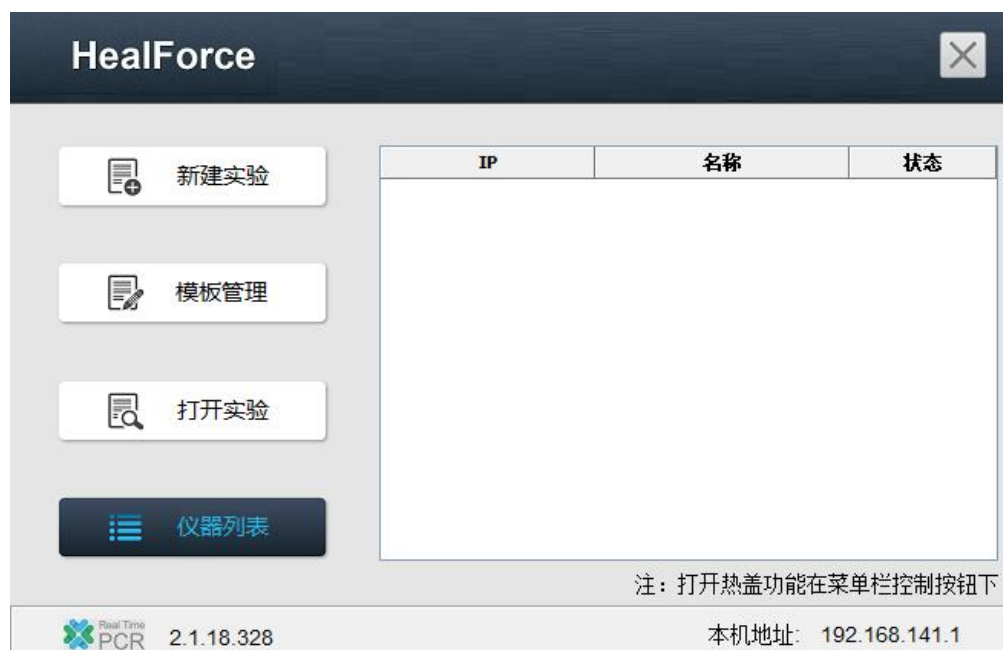 HealForce
新建实验
模板管理
打开实验
仪器列表
IP 名称 状态
注：打开热盖功能在菜单栏控制按钮下
Real Time
PCR 2.1.18.328
本机地址: 192.168.141.1